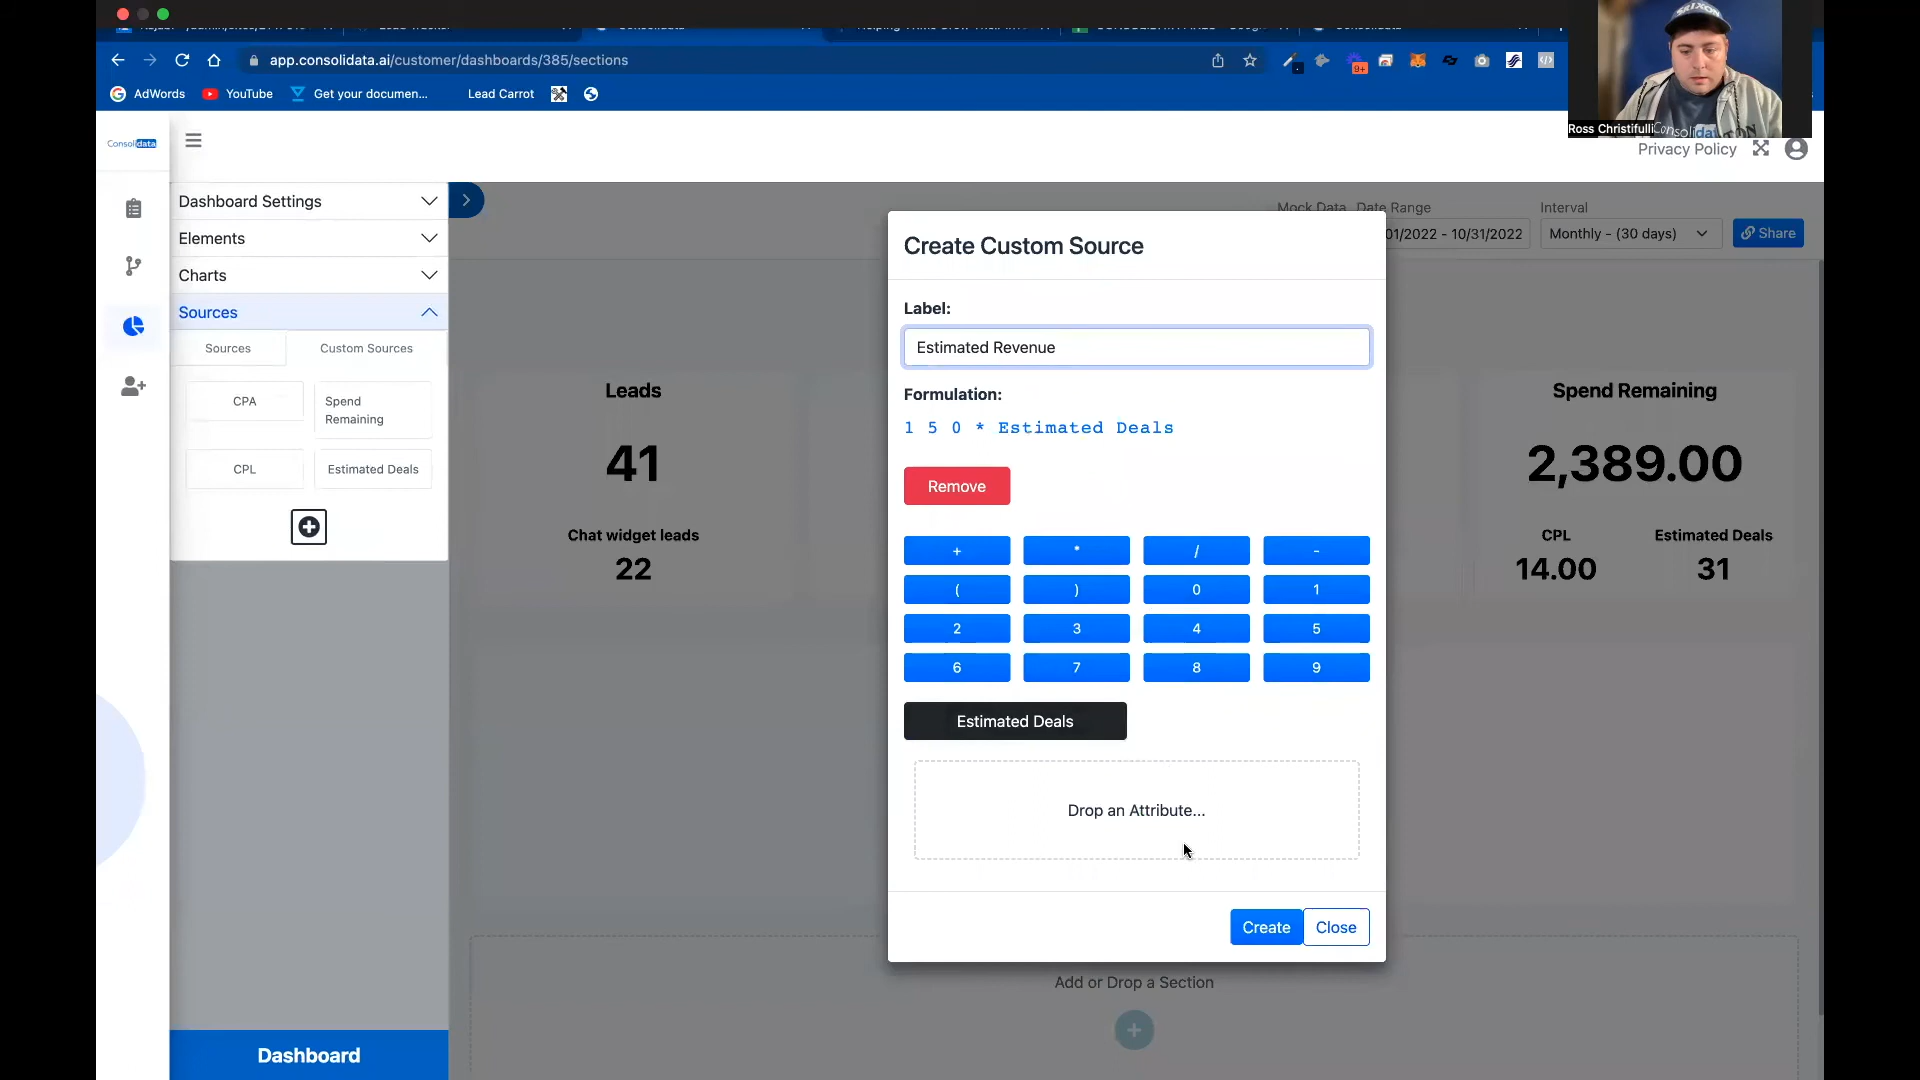 app.consolidata.ai/customer/dashboards/385/sections
9+
AdWords
YouTube
Get your documen...
Lead Carrot
Ross Christifulli
Consolidata
Privacy Policy
Dashboard Settings
Elements
Charts
Sources
Sources
Custom Sources
CPA
Spend
Remaining
CPL
Estimated Deals
Dashboard
Mock Data
Date Range
Interval
01/2022 - 10/31/2022
Monthly - (30 days)
Share
Leads
41
Chat widget leads
22
Spend Remaining
2,389.00
CPL
Estimated Deals
14.00
31
Create Custom Source
Label:
Estimated Revenue
Formulation:
1 5 0 * Estimated Deals
Remove
+ * / -
( ) 0 1
2 3 4 5
6 7 8 9
Estimated Deals
Drop an Attribute...
Create
Close
Add or Drop a Section